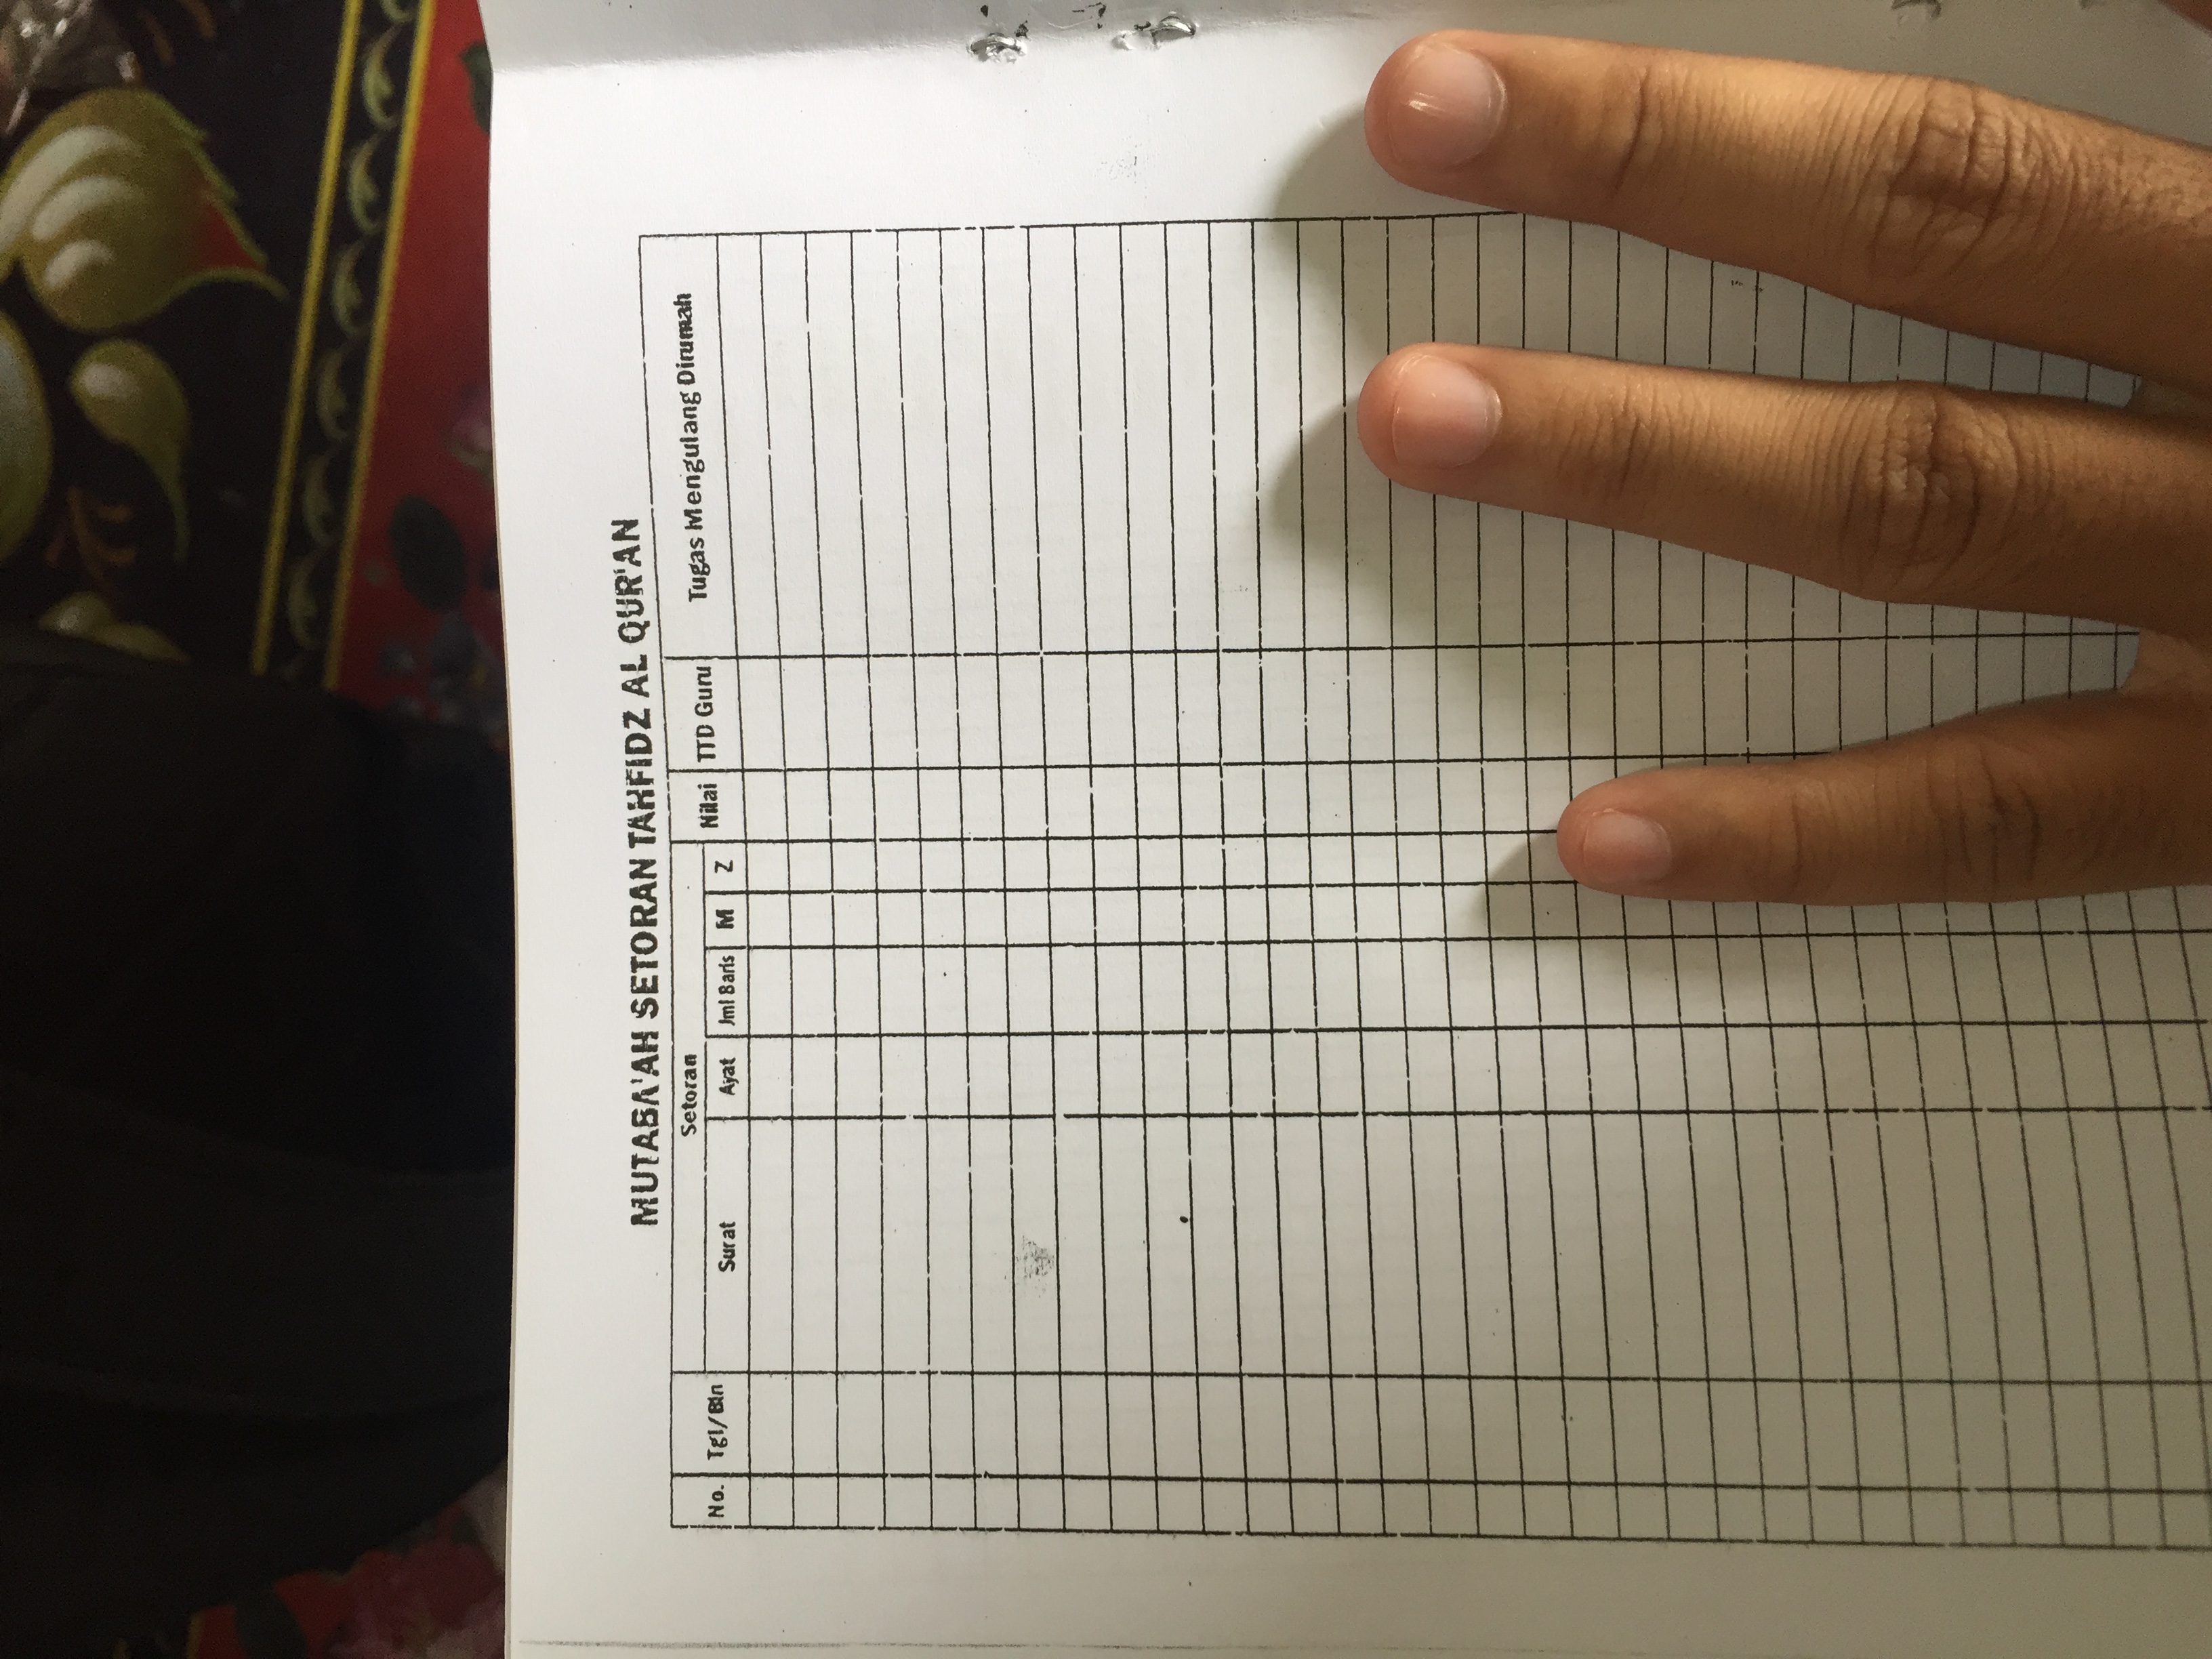 MUTABA'AH SETORAN TAHFIDZ AL QUR'AN
No. Tgl/Bln Setoran Nilai TTD Guru Tugas Mengulang Dirumah
Surat Ayat Jml Baris M Z